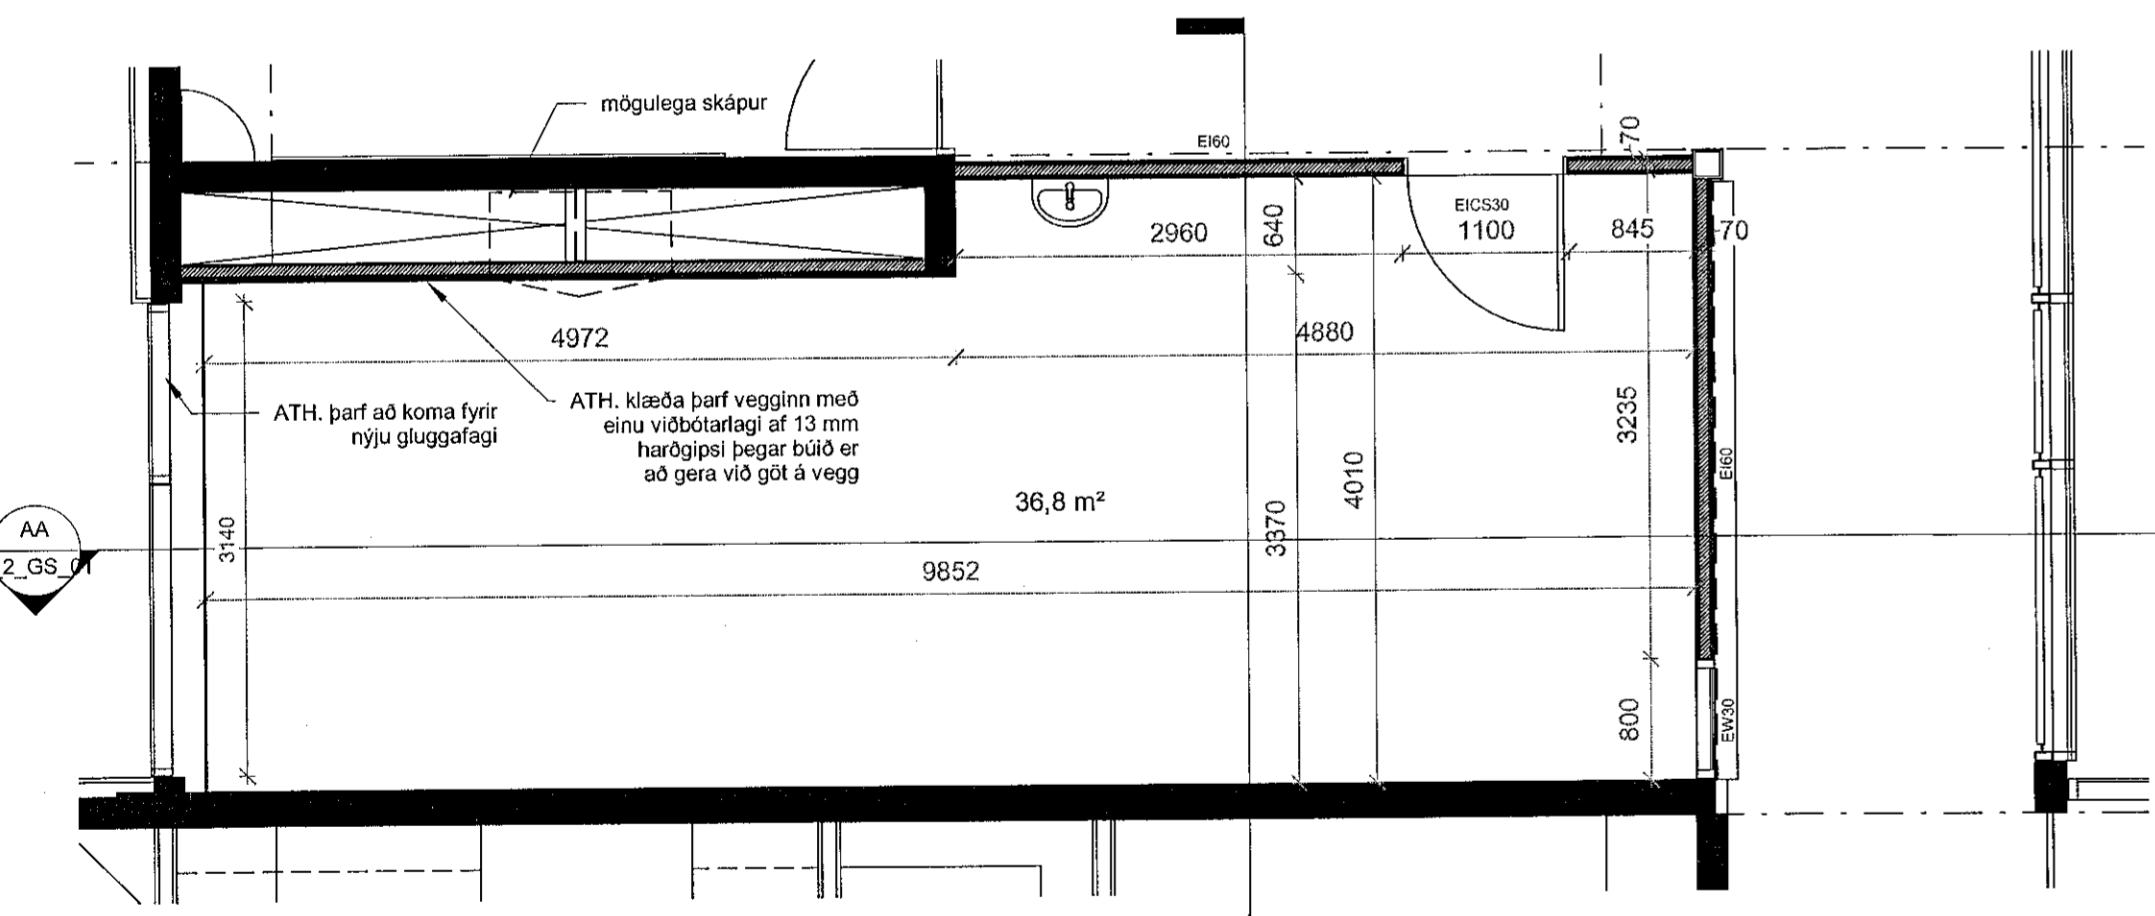 mögulega skápur
EI60
70
EICS30
2960
640
1100
845
70
4972
4880
ATH. þarf að koma fyrir
nýju gluggafagi
ATH. klæða þarf vegginn með
einu viðbótarlagi af 13 mm
harðgipsi þegar búið er
að gera við göt á vegg
3235
EI60
4010
36,8 m²
3370
3140
AA
2_GS_01
9852
800
EW30